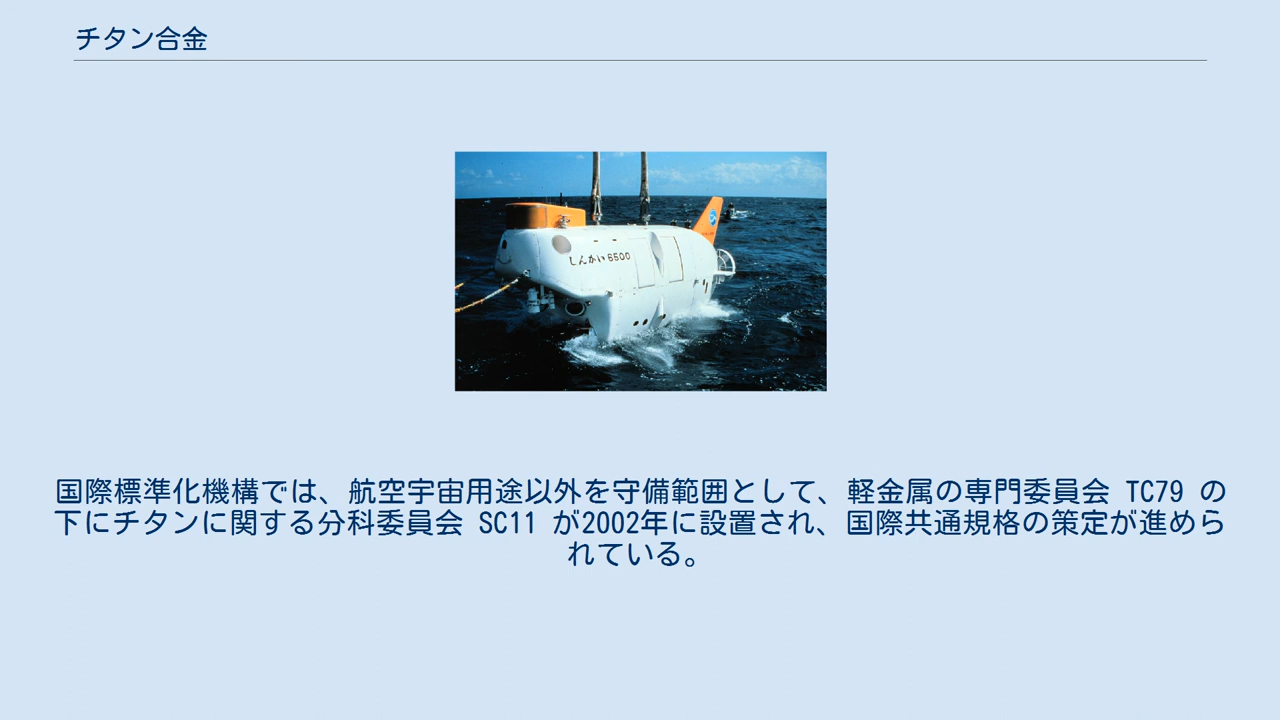 チタン合金
しんかい6500
国際標準化機構では、航空宇宙用途以外を守備範囲として、軽金属の専門委員会 TC79 の
下にチタンに関する分科委員会 SC11 が2002年に設置され、国際共通規格の策定が進めら
れている。